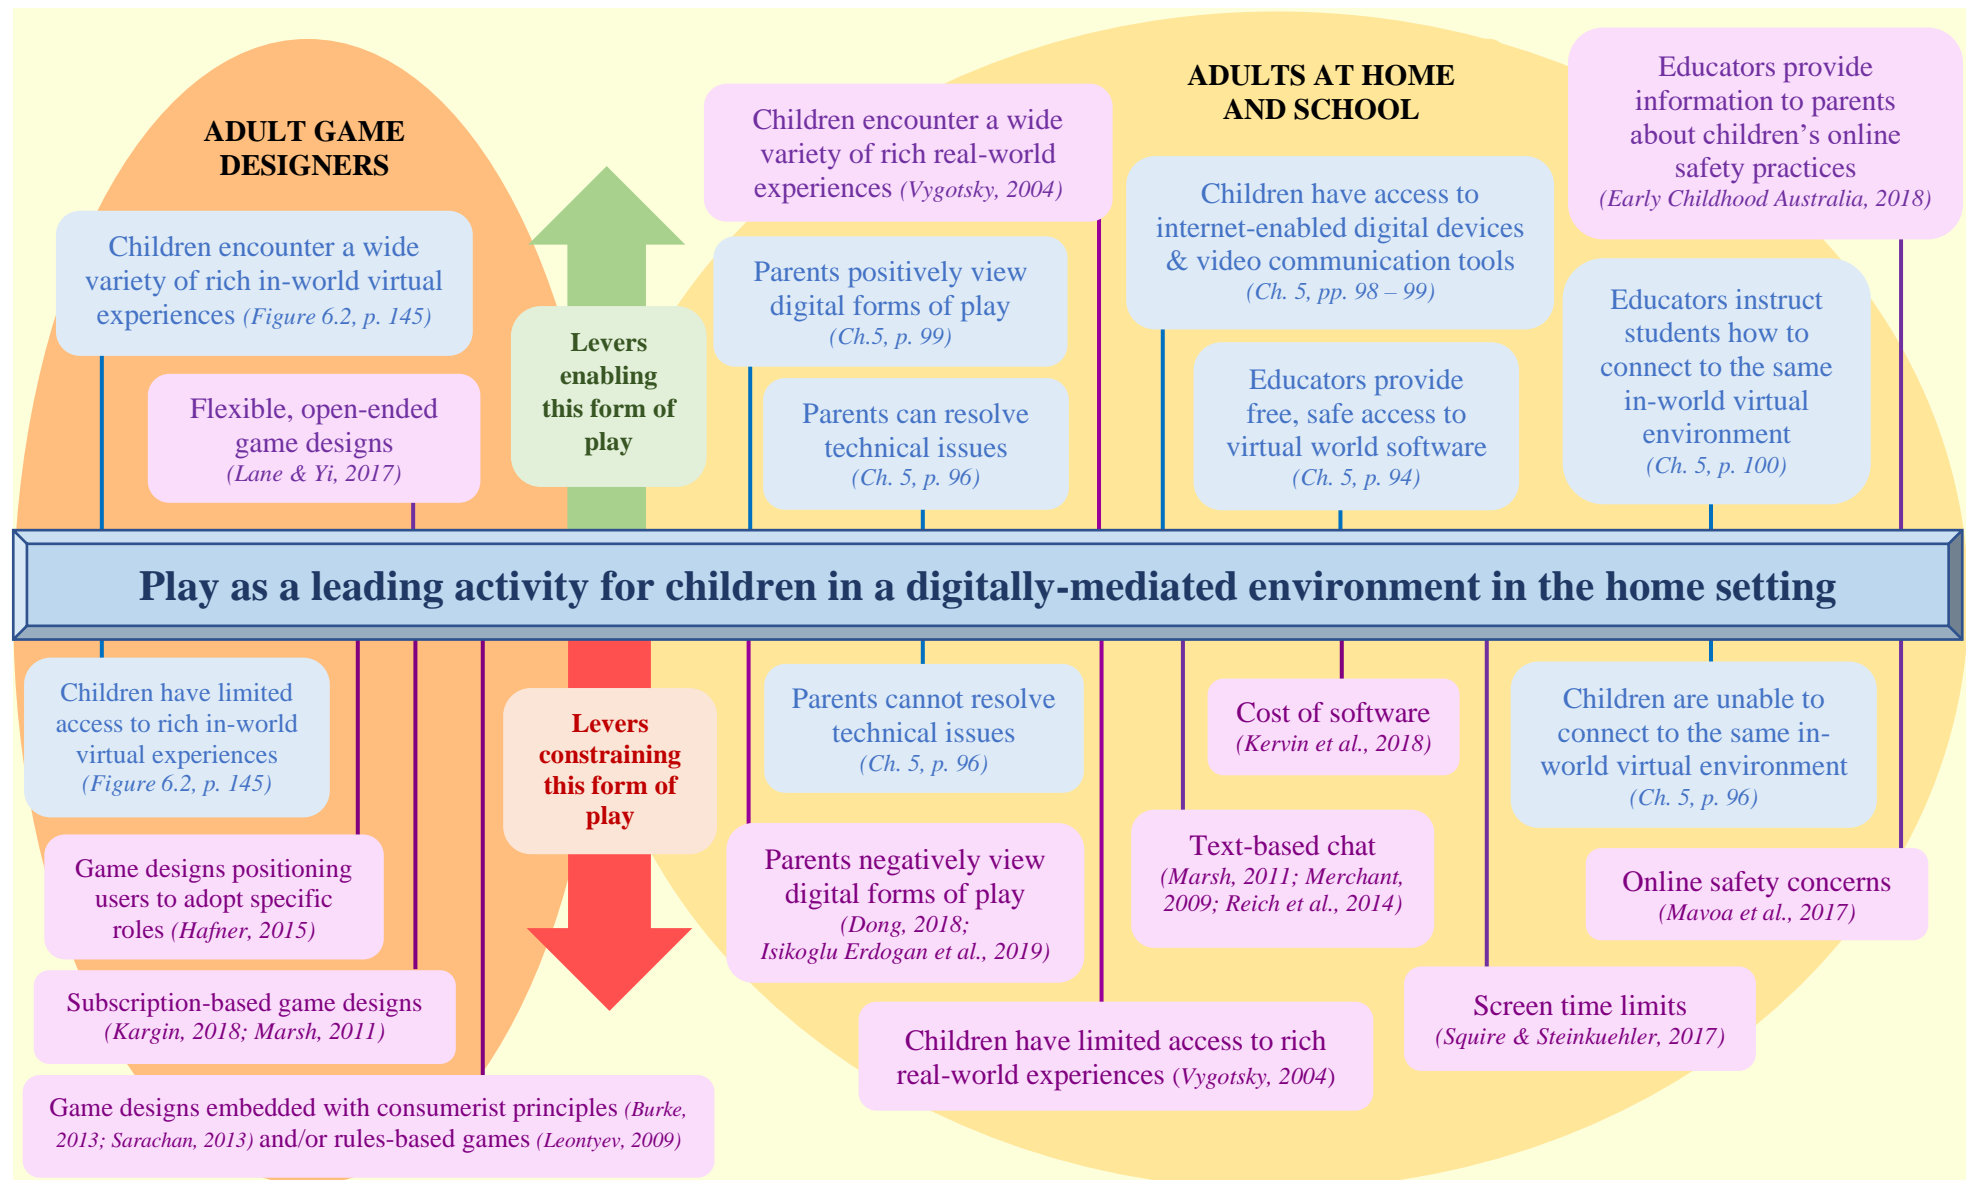 ADULT GAME
DESIGNERS
Children encounter a wide
variety of rich in-world virtual
experiences (Figure 6.2, p. 145)
Flexible, open-ended
game designs
(Lane & Yi, 2017)
Levers
enabling
this form of
play
ADULTS AT HOME
AND SCHOOL
Children encounter a wide
variety of rich real-world
experiences (Vygotsky, 2004)
Parents positively view
digital forms of play
(Ch.5, p. 99)
Parents can resolve
technical issues
(Ch. 5, p. 96)
Children have access to
internet-enabled digital devices
& video communication tools
(Ch. 5, pp. 98 – 99)
Educators provide
free, safe access to
virtual world software
(Ch. 5, p. 94)
Educators provide
information to parents
about children’s online
safety practices
(Early Childhood Australia, 2018)
Educators instruct
students how to
connect to the same
in-world virtual
environment
(Ch. 5, p. 100)
Play as a leading activity for children in a digitally-mediated environment in the home setting
Children have limited
access to rich in-world
virtual experiences
(Figure 6.2, p. 145)
Game designs positioning
users to adopt specific
roles (Hafner, 2015)
Subscription-based game designs
(Kargin, 2018; Marsh, 2011)
Game designs embedded with consumerist principles (Burke,
2013; Sarachan, 2013) and/or rules-based games (Leontyev, 2009)
Levers
constraining
this form of
play
Parents cannot resolve
technical issues
(Ch. 5, p. 96)
Parents negatively view
digital forms of play
(Dong, 2018;
Isikoglu Erdogan et al., 2019)
Children have limited access to rich
real-world experiences (Vygotsky, 2004)
Text-based chat
(Marsh, 2011; Merchant,
2009; Reich et al., 2014)
Cost of software
(Kervin et al., 2018)
Screen time limits
(Squire & Steinkuehler, 2017)
Children are unable to
connect to the same in-
world virtual environment
(Ch. 5, p. 96)
Online safety concerns
(Mavoa et al., 2017)